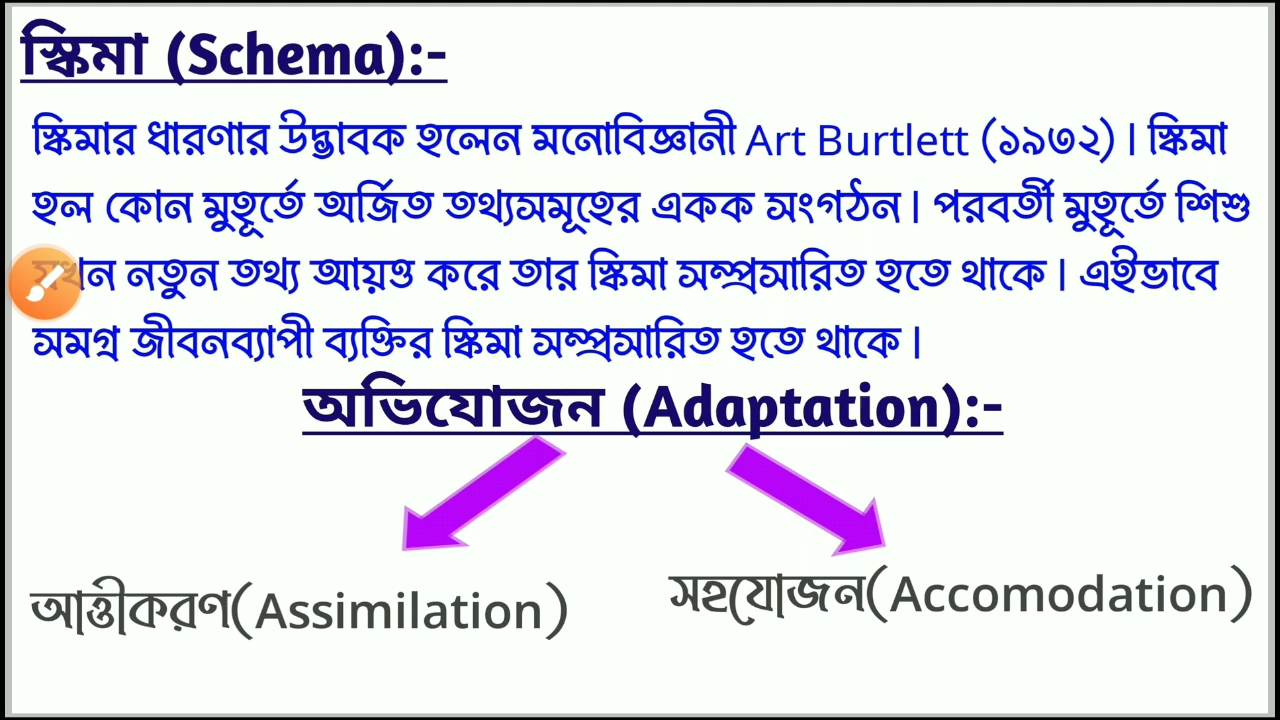 স্কিমা (Schema):-
স্কিমার ধারণার উদ্ভাবক হলেন মনোবিজ্ঞানী Art Burtlett (১৯৩২) । স্কিমা
হল কোন মুহূর্তে অর্জিত তথ্যসমূহের একক সংগঠন। পরবর্তী মুহূর্তে শিশু
যখন নতুন তথ্য আয়ত্ত করে তার স্কিমা সম্প্রসারিত হতে থাকে । এইভাবে
সমগ্র জীবনব্যাপী ব্যক্তির স্কিমা সম্প্রসারিত হতে থাকে ।
অভিযোজন (Adaptation):-
আত্তীকরণ(Assimilation)
সহযোজন(Accomodation)